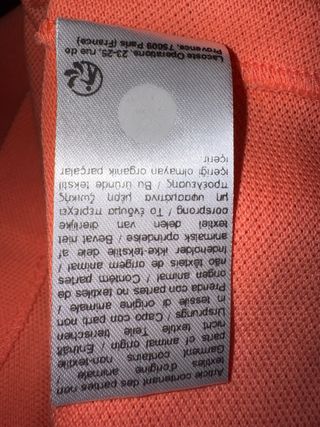 Article contenant des parties non
textiles d'origine animale /
Garment contains non-textile
parts of animal origin / Enthält
nicht textile Teile tierischen
Ursprungs / Capo con parti non
tessili di origine animale /
Prenda con partes no textiles de
origen animal / Contém partes
não têxteis de origem animal /
Indeholder ikke-tekstile dele af
animalsk oprindelse / Bevat niet
textiel delen van dierlijke
oorsprong / Το ένδυμα περιέχει
μη υφασματινα μέρη ζωικής
προέλευσης / Bu üründe tekstil
içeriği olmayan organik parçalar
içerir
Lacoste Operations, 23-25, rue de
Provence, 75009 Paris (France)